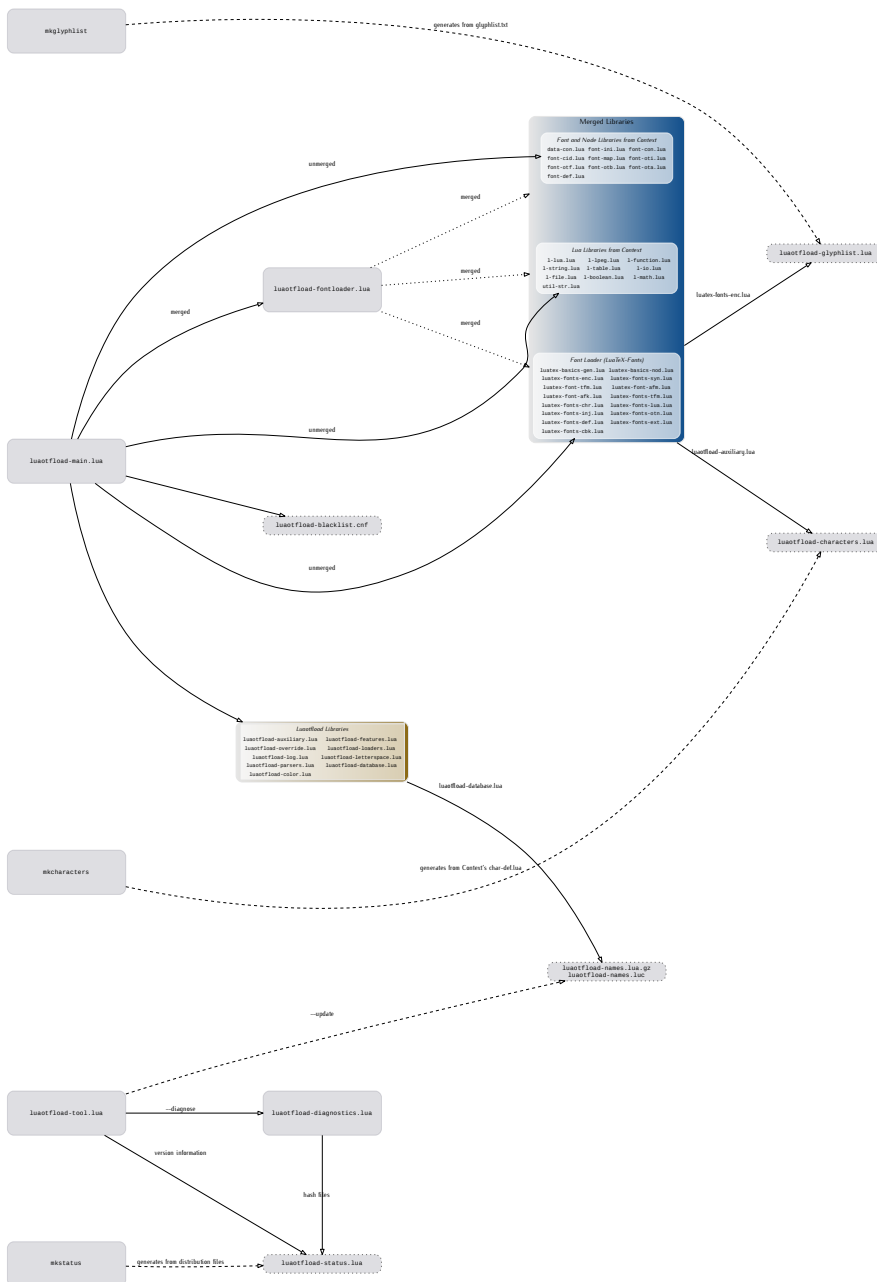 mkglyphlist
generates from glyphlist.txt
Merged Libraries
Font and Node Libraries from Context
data-con.lua font-ini.lua font-con.lua
font-cid.lua font-map.lua font-oti.lua
font-otf.lua font-otb.lua font-ota.lua
font-def.lua
unmerged
merged
luaotfload-fontloader.lua
merged
merged
merged
Lua Libraries from Context
l-lua.lua l-lpeg.lua l-function.lua
l-string.lua l-table.lua l-io.lua
l-file.lua l-boolean.lua l-math.lua
util-str.lua
luaotfload-glyphlist.lua
luatex-fonts-enc.lua
Font Loader (LuaTeX-Fonts)
luatex-basics-gen.lua luatex-basics-nod.lua
luatex-fonts-enc.lua luatex-fonts-syn.lua
luatex-font-tfm.lua luatex-font-afm.lua
luatex-font-afk.lua luatex-fonts-tfm.lua
luatex-fonts-chr.lua luatex-fonts-lua.lua
luatex-fonts-inj.lua luatex-fonts-otn.lua
luatex-fonts-def.lua luatex-fonts-ext.lua
luatex-fonts-cbk.lua
unmerged
luaotfload-main.lua
luaotfload-auxiliary.lua
luaotfload-blacklist.cnf
luaotfload-characters.lua
unmerged
Luaotfload Libraries
luaotfload-auxiliary.lua luaotfload-features.lua
luaotfload-override.lua luaotfload-loaders.lua
luaotfload-log.lua luaotfload-letterspace.lua
luaotfload-parsers.lua luaotfload-database.lua
luaotfload-color.lua
luaotfload-database.lua
mkcharacters
generates from Context's char-def.lua
luaotfload-names.lua.gz
luaotfload-names.luc
--update
luaotfload-tool.lua
--diagnose
luaotfload-diagnostics.lua
version information
hash files
mkstatus
generates from distribution files
luaotfload-status.lua